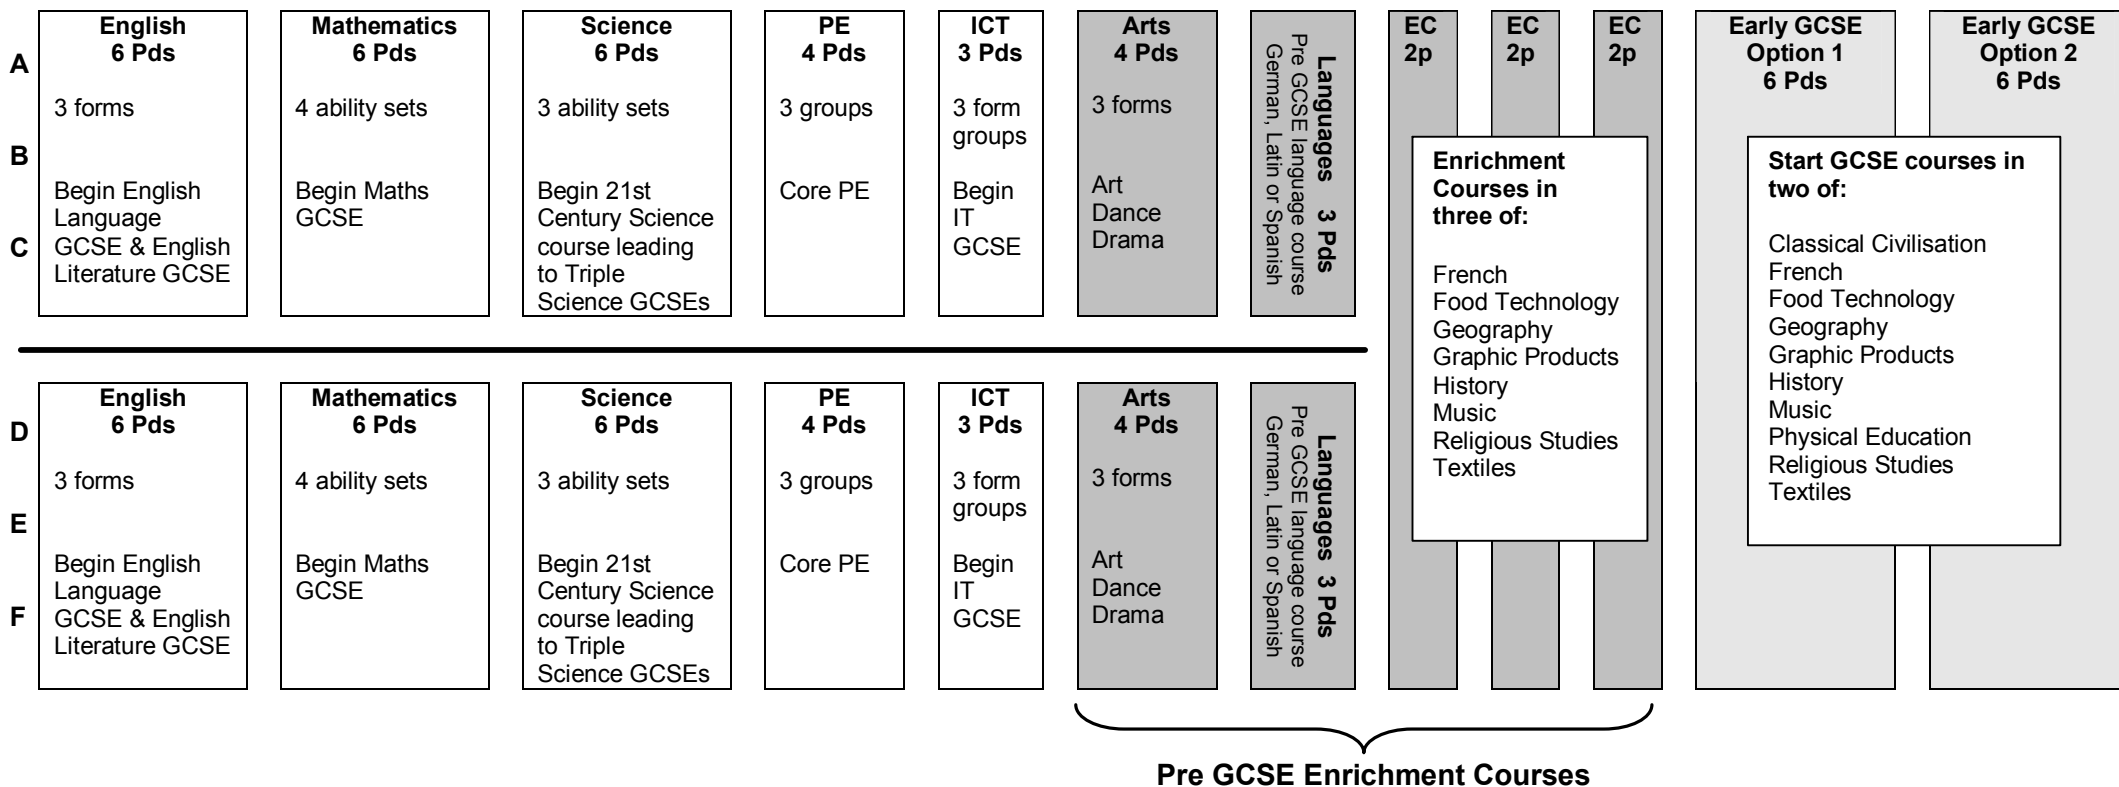 A
B
C
English
6 Pds
3 forms
Begin English
Language
GCSE & English
Literature GCSE
Mathematics
6 Pds
4 ability sets
Begin Maths
GCSE
Science
6 Pds
3 ability sets
Begin 21st
Century Science
course leading
to Triple
Science GCSEs
PE
4 Pds
3 groups
Core PE
ICT
3 Pds
3 form
groups
Begin
IT
GCSE
Arts
4 Pds
3 forms
Art
Dance
Drama
Languages 3 Pds
Pre GCSE language course
German, Latin or Spanish
EC
2p
EC
2p
EC
2p
Enrichment
Courses in
three of:
French
Food Technology
Geography
Graphic Products
History
Music
Religious Studies
Textiles
Early GCSE
Option 1
6 Pds
Early GCSE
Option 2
6 Pds
Start GCSE courses in
two of:
Classical Civilisation
French
Food Technology
Geography
Graphic Products
History
Music
Physical Education
Religious Studies
Textiles
D
E
F
English
6 Pds
3 forms
Begin English
Language
GCSE & English
Literature GCSE
Mathematics
6 Pds
4 ability sets
Begin Maths
GCSE
Science
6 Pds
3 ability sets
Begin 21st
Century Science
course leading
to Triple
Science GCSEs
PE
4 Pds
3 groups
Core PE
ICT
3 Pds
3 form
groups
Begin
IT
GCSE
Arts
4 Pds
3 forms
Art
Dance
Drama
Languages 3 Pds
Pre GCSE language course
German, Latin or Spanish
Pre GCSE Enrichment Courses